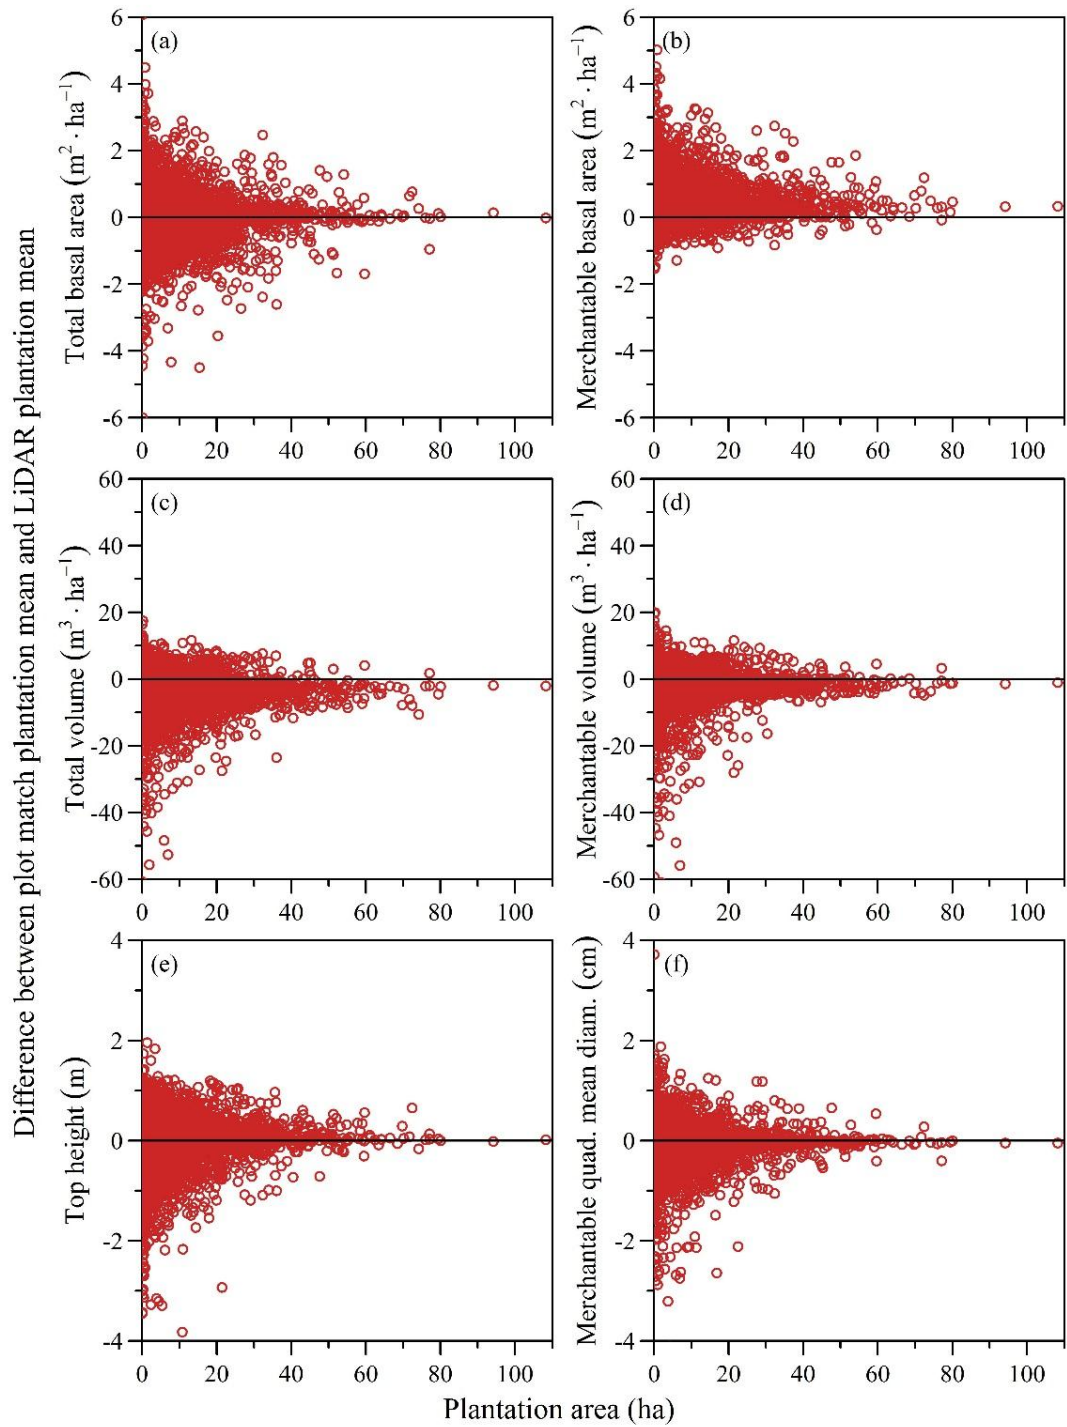 Difference between plot match plantation mean and LiDAR plantation mean
(a)
Total basal area (m² · ha⁻¹)
6
4
2
0
-2
-4
-6
0 20 40 60 80 100
(b)
Merchantable basal area (m² · ha⁻¹)
6
4
2
0
-2
-4
-6
0 20 40 60 80 100
(c)
Total volume (m³ · ha⁻¹)
60
40
20
0
-20
-40
-60
0 20 40 60 80 100
(d)
Merchantable volume (m³ · ha⁻¹)
60
40
20
0
-20
-40
-60
0 20 40 60 80 100
(e)
Top height (m)
4
2
0
-2
-4
0 20 40 60 80 100
(f)
Merchantable quad. mean diam. (cm)
4
2
0
-2
-4
0 20 40 60 80 100
Plantation area (ha)